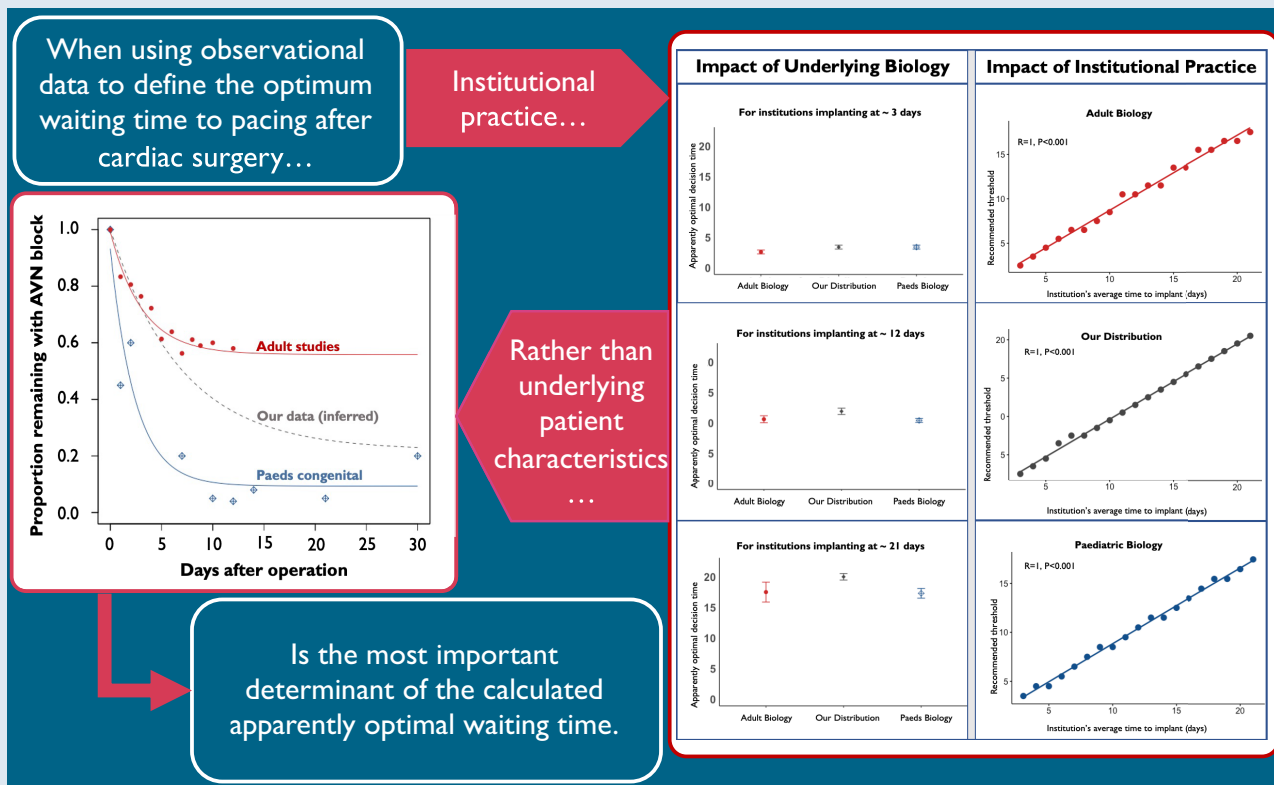 When using observational
data to define the optimum
waiting time to pacing after
cardiac surgery…
Institutional
practice…
Proportion remaining with AVN block
1.0
0.8
0.6
0.4
0.2
0.0
Adult studies
Our data (inferred)
Paeds congenital
0 5 10 15 20 25 30
Days after operation
Rather than
underlying
patient
characteristics
…
Is the most important
determinant of the calculated
apparently optimal waiting time.
Impact of Underlying Biology
For institutions implanting at ~ 3 days
Apparently optimal decision time
20
15
10
5
0
Adult Biology Our Distribution Paeds Biology
For institutions implanting at ~ 12 days
Apparently optimal decision time
0
5
0
5
0
Adult Biology Our Distribution Paeds Biology
For institutions implanting at ~ 21 days
Apparently optimal decision time
20
15
10
5
0
Adult Biology Our Distribution Paeds Biology
Impact of Institutional Practice
Adult Biology
R=1, P<0.001
Recommended threshold
15
10
5
5 10 15 20
Institution's average time to implant (days)
Our Distribution
R=1, P<0.001
Recommended threshold
20
5
0
5
5 10 15 20
Institution's average time to implant (days)
Paediatric Biology
R=1, P<0.001
Recommended threshold
15
10
5
5 10 15 20
Institution's average time to implant (days)